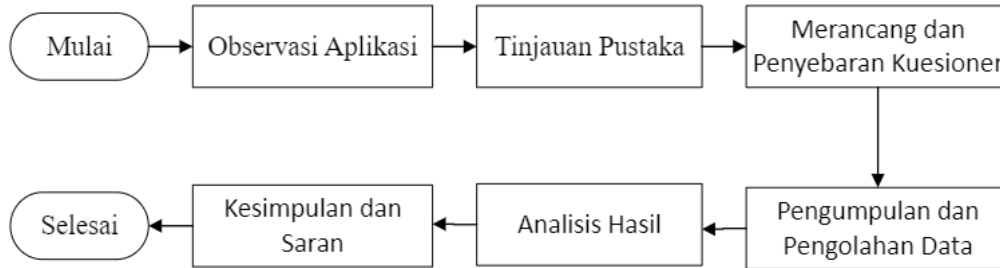 Mulai
Observasi Aplikasi
Tinjauan Pustaka
Merancang dan
Penyebaran Kuesioner
Pengumpulan dan
Pengolahan Data
Analisis Hasil
Kesimpulan dan
Saran
Selesai